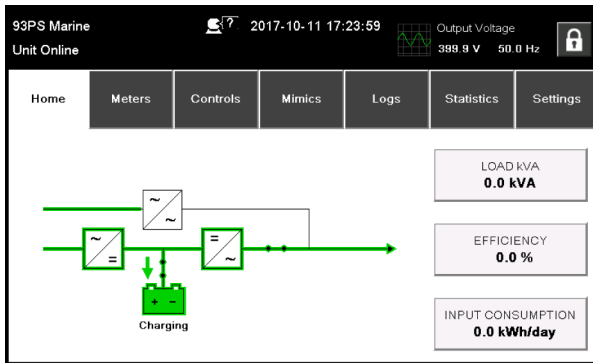 93PS Marine
Unit Online
?
2017-10-11 17:23:59
Output Voltage
399.9 V 50.0 Hz
Home Meters Controls Mimics Logs Statistics Settings
LOAD kVA
0.0 kVA
EFFICIENCY
0.0 %
INPUT CONSUMPTION
0.0 kWh/day
~
~
~
=
=
~
+ -
Charging